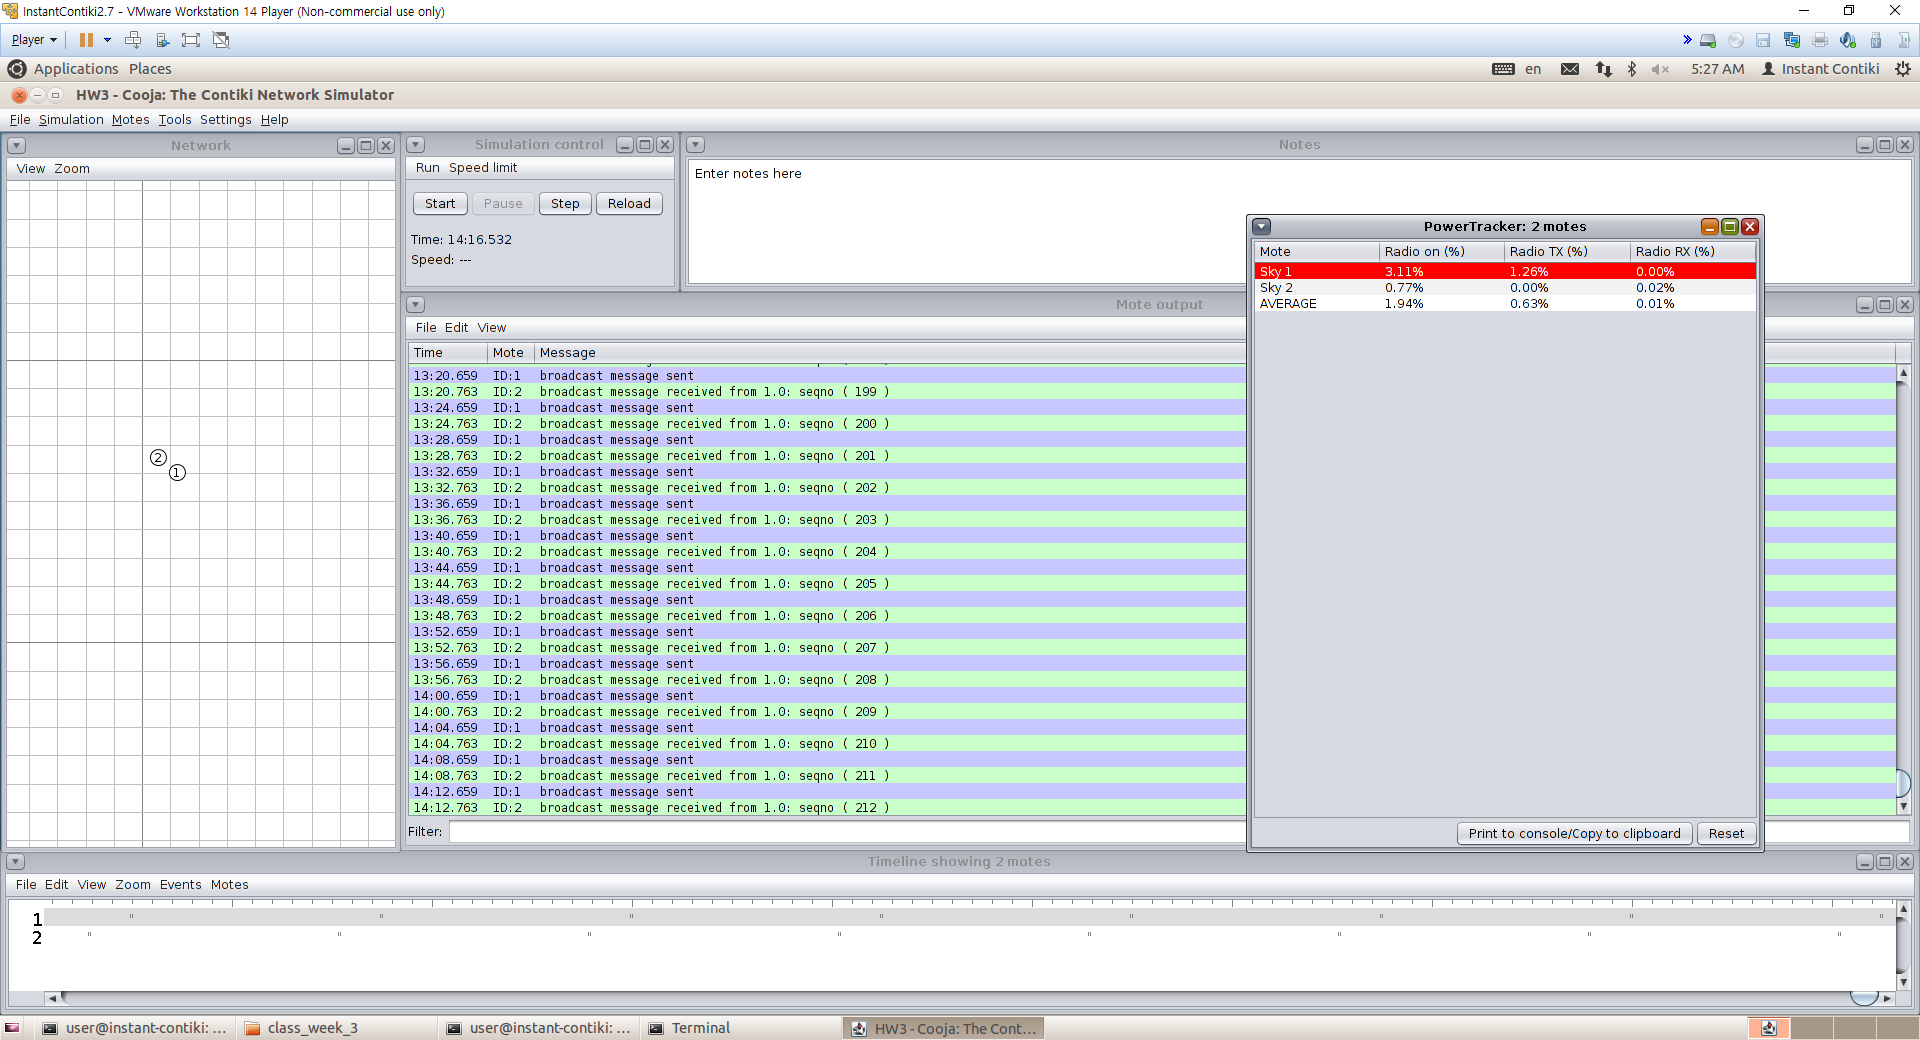 InstantContiki2.7 - VMware Workstation 14 Player (Non-commercial use only)
Player
Applications Places
en 5:27 AM Instant Contiki
HW3 - Cooja: The Contiki Network Simulator
File Simulation Motes Tools Settings Help
Network
View Zoom
2
1
Simulation control
Run Speed limit
Start Pause Step Reload
Time: 14:16.532
Speed: ---
Notes
Enter notes here
Mote output
File Edit View
Time Mote Message
13:20.659 ID:1 broadcast message sent
13:20.763 ID:2 broadcast message received from 1.0: seqno ( 199 )
13:24.659 ID:1 broadcast message sent
13:24.763 ID:2 broadcast message received from 1.0: seqno ( 200 )
13:28.659 ID:1 broadcast message sent
13:28.763 ID:2 broadcast message received from 1.0: seqno ( 201 )
13:32.659 ID:1 broadcast message sent
13:32.763 ID:2 broadcast message received from 1.0: seqno ( 202 )
13:36.659 ID:1 broadcast message sent
13:36.763 ID:2 broadcast message received from 1.0: seqno ( 203 )
13:40.659 ID:1 broadcast message sent
13:40.763 ID:2 broadcast message received from 1.0: seqno ( 204 )
13:44.659 ID:1 broadcast message sent
13:44.763 ID:2 broadcast message received from 1.0: seqno ( 205 )
13:48.659 ID:1 broadcast message sent
13:48.763 ID:2 broadcast message received from 1.0: seqno ( 206 )
13:52.659 ID:1 broadcast message sent
13:52.763 ID:2 broadcast message received from 1.0: seqno ( 207 )
13:56.659 ID:1 broadcast message sent
13:56.763 ID:2 broadcast message received from 1.0: seqno ( 208 )
14:00.659 ID:1 broadcast message sent
14:00.763 ID:2 broadcast message received from 1.0: seqno ( 209 )
14:04.659 ID:1 broadcast message sent
14:04.763 ID:2 broadcast message received from 1.0: seqno ( 210 )
14:08.659 ID:1 broadcast message sent
14:08.763 ID:2 broadcast message received from 1.0: seqno ( 211 )
14:12.659 ID:1 broadcast message sent
14:12.763 ID:2 broadcast message received from 1.0: seqno ( 212 )
Filter:
PowerTracker: 2 motes
Mote Radio on (%) Radio TX (%) Radio RX (%)
Sky 1 3.11% 1.26% 0.00%
Sky 2 0.77% 0.00% 0.02%
AVERAGE 1.94% 0.63% 0.01%
Print to console/Copy to clipboard Reset
Timeline showing 2 motes
File Edit View Zoom Events Motes
1
2
user@instant-contiki: ... class_week_3 user@instant-contiki: ... Terminal HW3 - Cooja: The Cont...